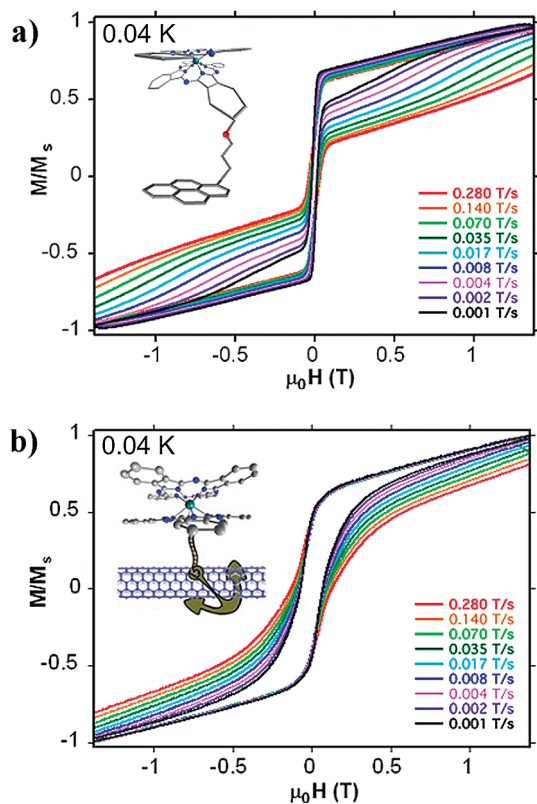 a)
0.04 K
M/Ms
1
0.5
0
-0.5
-1
0.280 T/s
0.140 T/s
0.070 T/s
0.035 T/s
0.017 T/s
0.008 T/s
0.004 T/s
0.002 T/s
0.001 T/s
-1 -0.5 0 0.5 1
μ0H (T)
b)
0.04 K
M/Ms
1
0.5
0
-0.5
-1
0.280 T/s
0.140 T/s
0.070 T/s
0.035 T/s
0.017 T/s
0.008 T/s
0.004 T/s
0.002 T/s
0.001 T/s
-1 -0.5 0 0.5 1
μ0H (T)